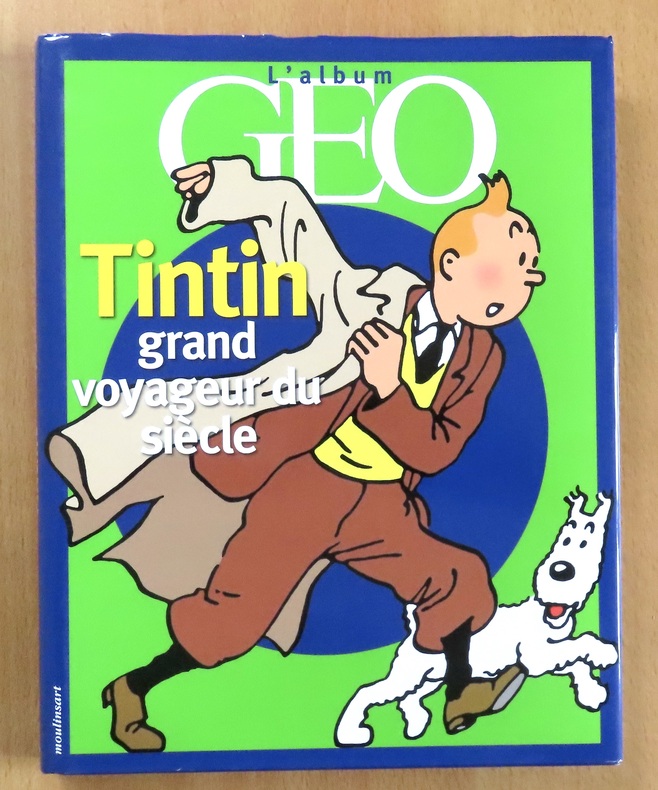 L'album
GEO
Tintin
grand
voyageur du
siècle
moulinsart